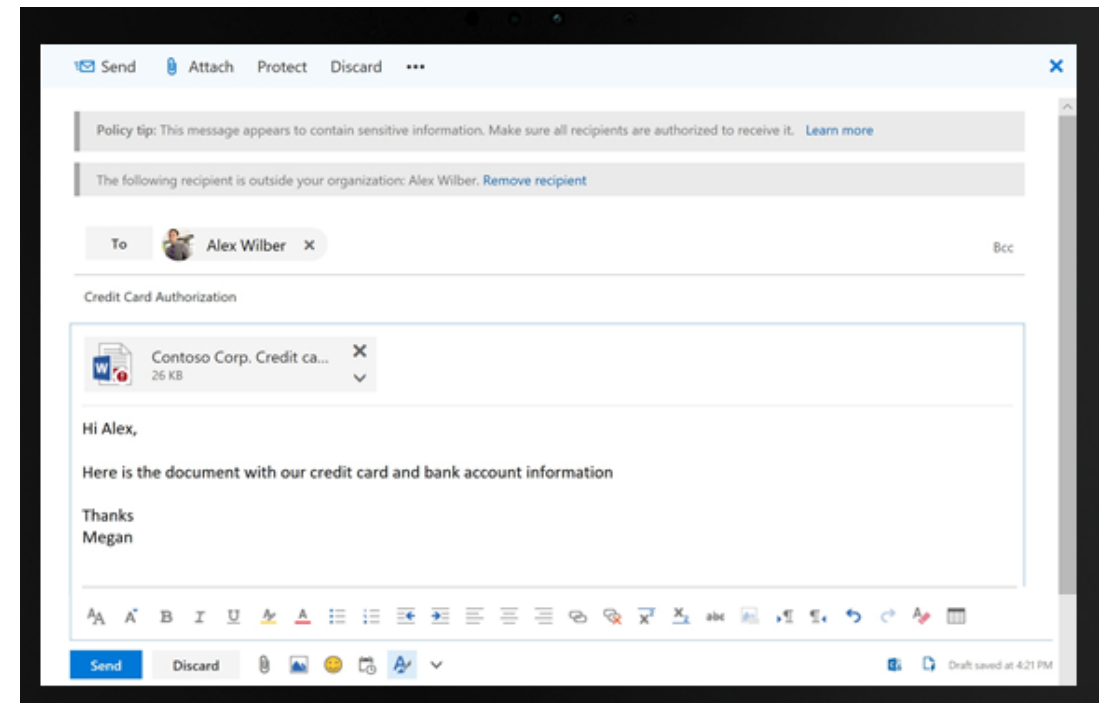 Send Attach Protect Discard
Policy tip: This message appears to contain sensitive information. Make sure all recipients are authorized to receive it. Learn more
The following recipient is outside your organization: Alex Wilber. Remove recipient
To Alex Wilber Bcc
Credit Card Authorization
Contoso Corp. Credit ca...
26 KB
Hi Alex,
Here is the document with our credit card and bank account information
Thanks
Megan
Send Discard Draft saved at 4:21 PM